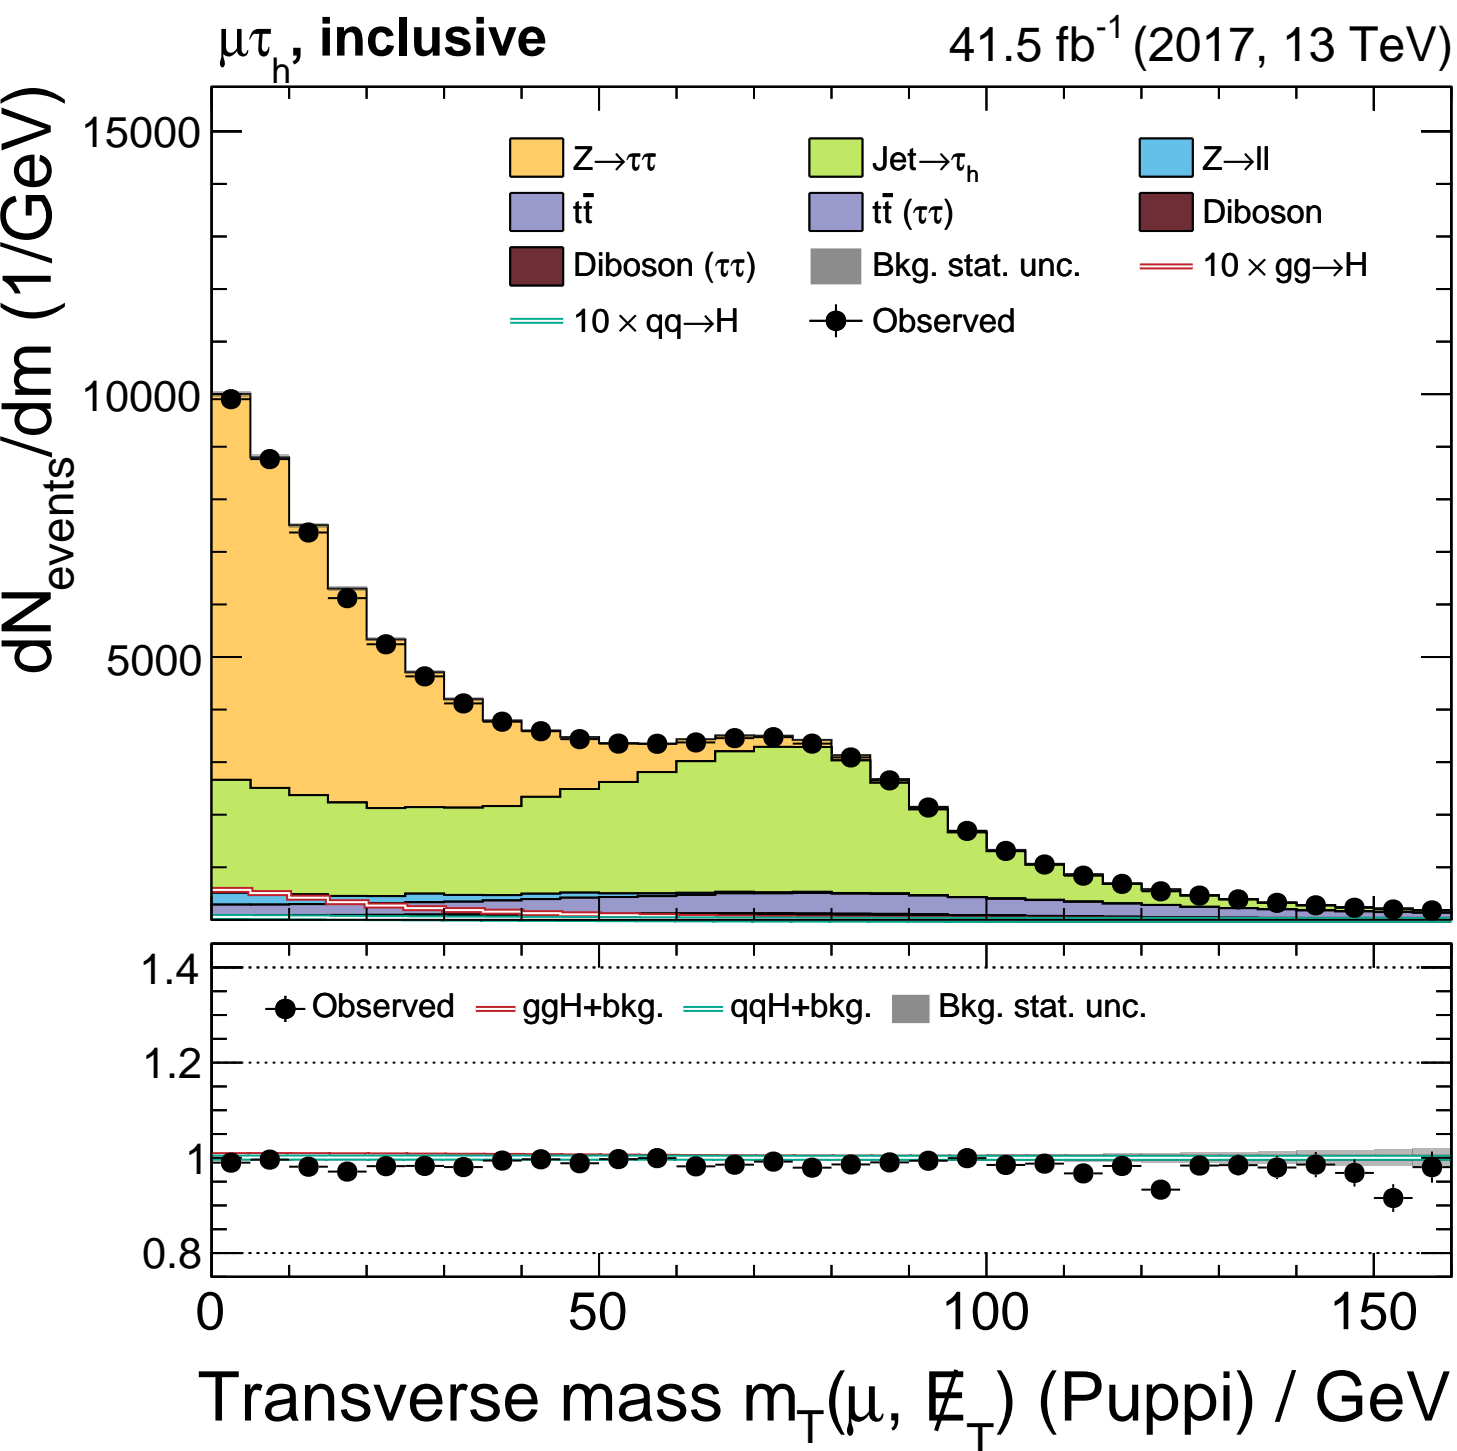 μτh, inclusive 41.5 fb-1 (2017, 13 TeV)
dNevents/dm (1/GeV)
15000
10000
5000
Z→ττ Jet→τh Z→ll
tt̄ tt̄ (ττ) Diboson
Diboson (ττ) Bkg. stat. unc. 10 × gg→H
10 × qq→H Observed
1.4
1.2
1
0.8
Observed ggH+bkg. qqH+bkg. Bkg. stat. unc.
0 50 100 150
Transverse mass mT(μ, E̸T) (Puppi) / GeV